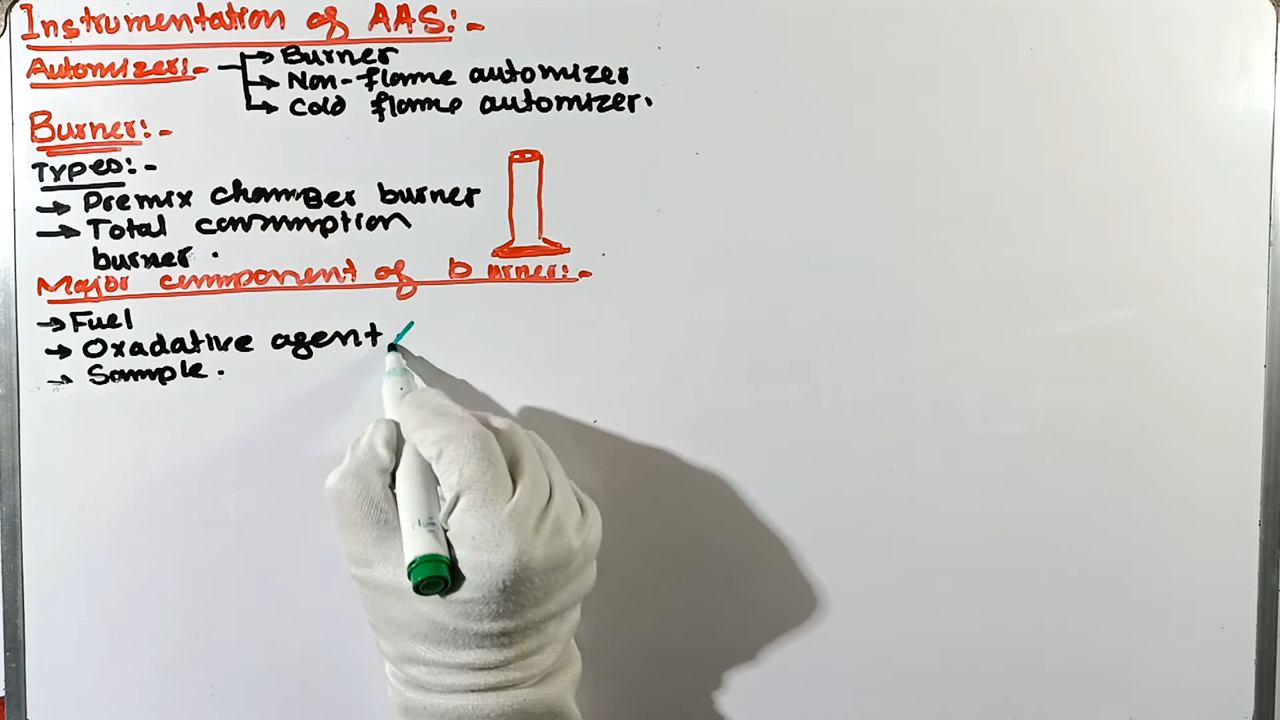 Instrumentation of AAS:-
Automizer:- → Burner
→ Non-flame automizer
→ Cold flame automizer.
Burner:-
Types:-
→ Premix chamber burner
→ Total consumption
burner.
Major component of burner:-
→ Fuel
→ Oxadative agent
→ Sample.